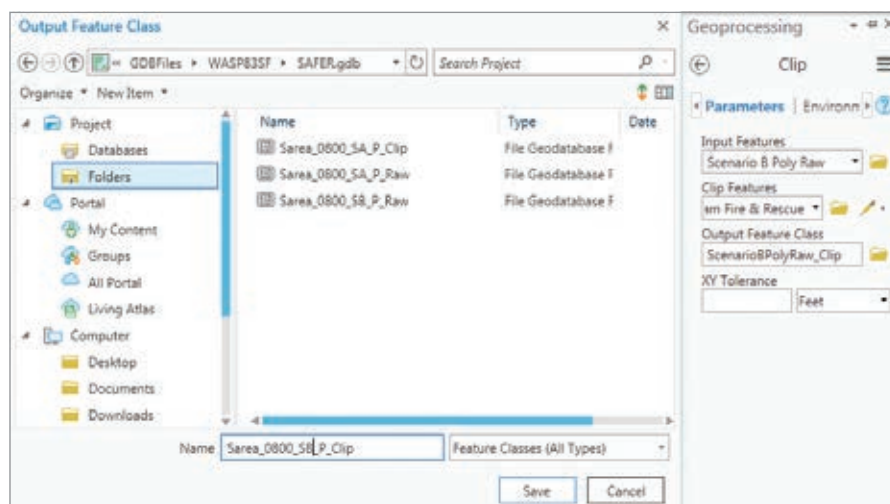 Output Feature Class
GDBFiles ▸ WASP83SF ▸ SAFER.gdb
Search Project
Organize New Item
Project
Databases
Folders
Portal
My Content
Groups
All Portal
Living Atlas
Computer
Desktop
Documents
Downloads
Name Type Date
Sarea_0800_SA_P_Clip File Geodatabase F
Sarea_0800_SA_P_Raw File Geodatabase F
Sarea_0800_SB_P_Raw File Geodatabase F
Name Sarea_0800_SB_P_Clip Feature Classes (All Types)
Save Cancel
Geoprocessing
Clip
Parameters | Environm
Input Features
Scenario B Poly Raw
Clip Features
em Fire & Rescue
Output Feature Class
ScenarioBPolyRaw_Clip
XY Tolerance
Feet